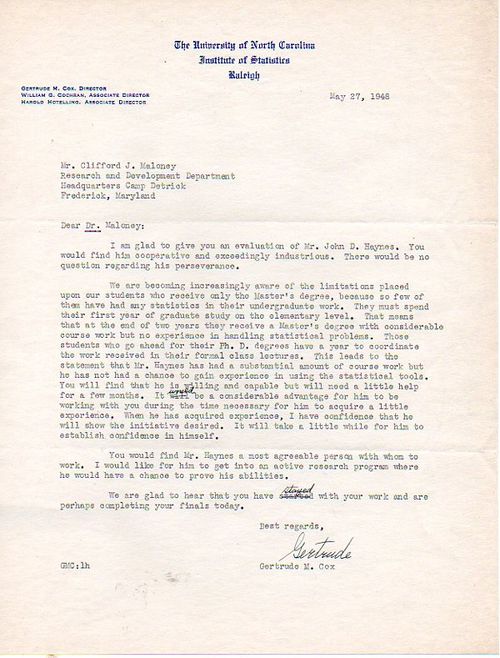 The University of North Carolina
Institute of Statistics
Raleigh
Gertrude M. Cox, Director
William G. Cochran, Associate Director
Harold Hotelling, Associate Director
May 27, 1948
Mr. Clifford J. Maloney
Research and Development Department
Headquarters Camp Detrick
Frederick, Maryland
Dear Dr. Maloney:
I am glad to give you an evaluation of Mr. John D. Haynes. You
would find him cooperative and exceedingly industrious. There would be no
question regarding his perseverance.
We are becoming increasingly aware of the limitations placed
upon our students who receive only the Master's degree, because so few of
them have had any statistics in their undergraduate work. They must spend
their first year of graduate study on the elementary level. That means
that at the end of two years they receive a Master's degree with considerable
course work but no experience in handling statistical problems. Those
students who go ahead for their Ph. D. degrees have a year to coordinate
the work received in their formal class lectures. This leads to the
statement that Mr. Haynes has had a substantial amount of course work but
has not had a chance to gain experience in using the statistical tools.
You will find that he is willing and capable but will need a little help
for a few months. It would be a considerable advantage for him to be
working with you during the time necessary for him to acquire a little
experience. When he has acquired experience, I have confidence that he
will show the initiative desired. It will take a little while for him to
establish confidence in himself.
You would find Mr. Haynes a most agreeable person with whom to
work. I would like for him to get into an active research program where
he would have a chance to prove his abilities.
We are glad to hear that you have stayed with your work and are
perhaps completing your finals today.
Best regards,
Gertrude
GMC:lh
Gertrude M. Cox